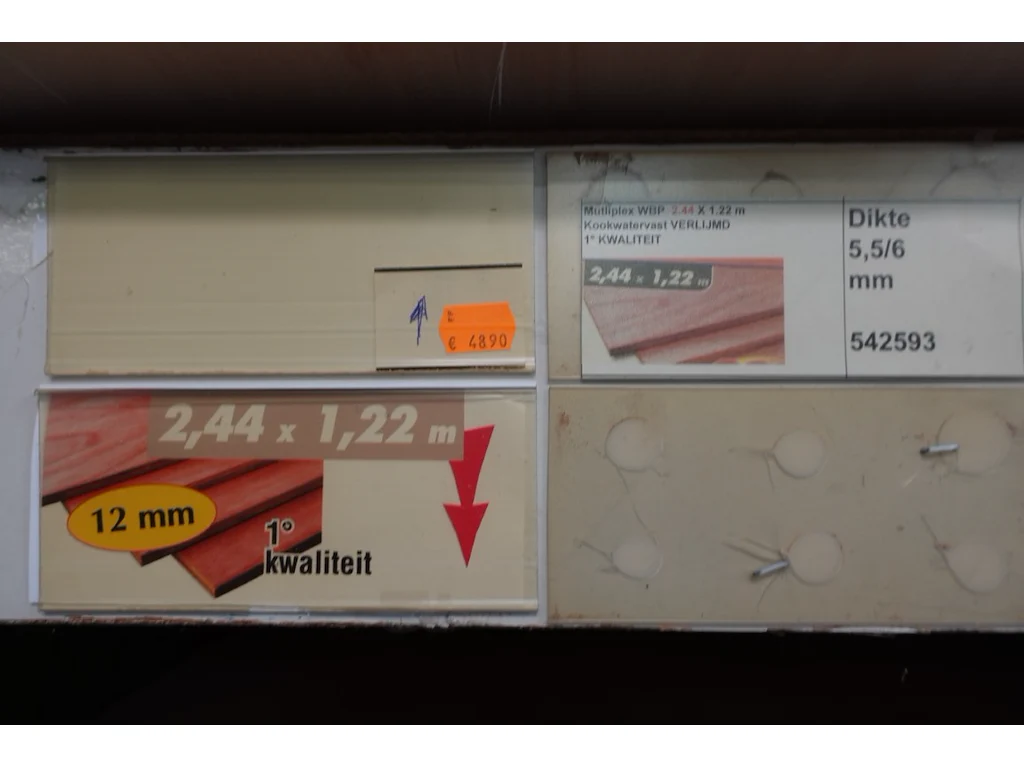 € 4890
Mutliplex WBP 2.44 X 1.22 m
Kookwatervast VERLIJMD
1° KWALITEIT
2,44 x 1,22 m
Dikte
5,5/6
mm
542593
2,44 x 1,22 m
12 mm
1°
kwaliteit